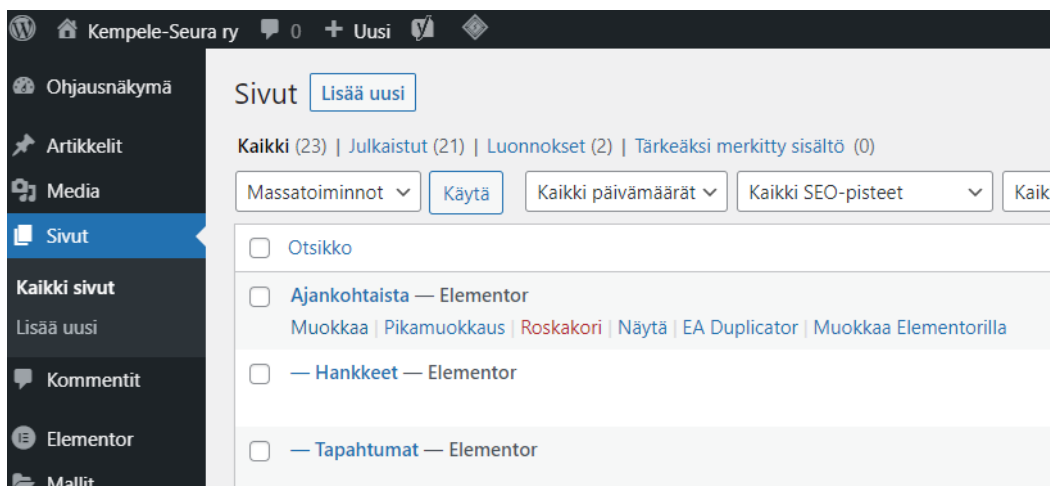 Kempele-Seura ry 0 + Uusi
Ohjausnäkymä
Artikkelit
Media
Sivut
Kaikki sivut
Lisää uusi
Kommentit
Elementor
Mallit
Sivut Lisää uusi
Kaikki (23) | Julkaistut (21) | Luonnokset (2) | Tärkeäksi merkitty sisältö (0)
Massatoiminnot Käytä Kaikki päivämäärät Kaikki SEO-pisteet Kaik
Otsikko
Ajankohtaista — Elementor
Muokkaa | Pikamuokkaus | Roskakori | Näytä | EA Duplicator | Muokkaa Elementorilla
— Hankkeet — Elementor
— Tapahtumat — Elementor